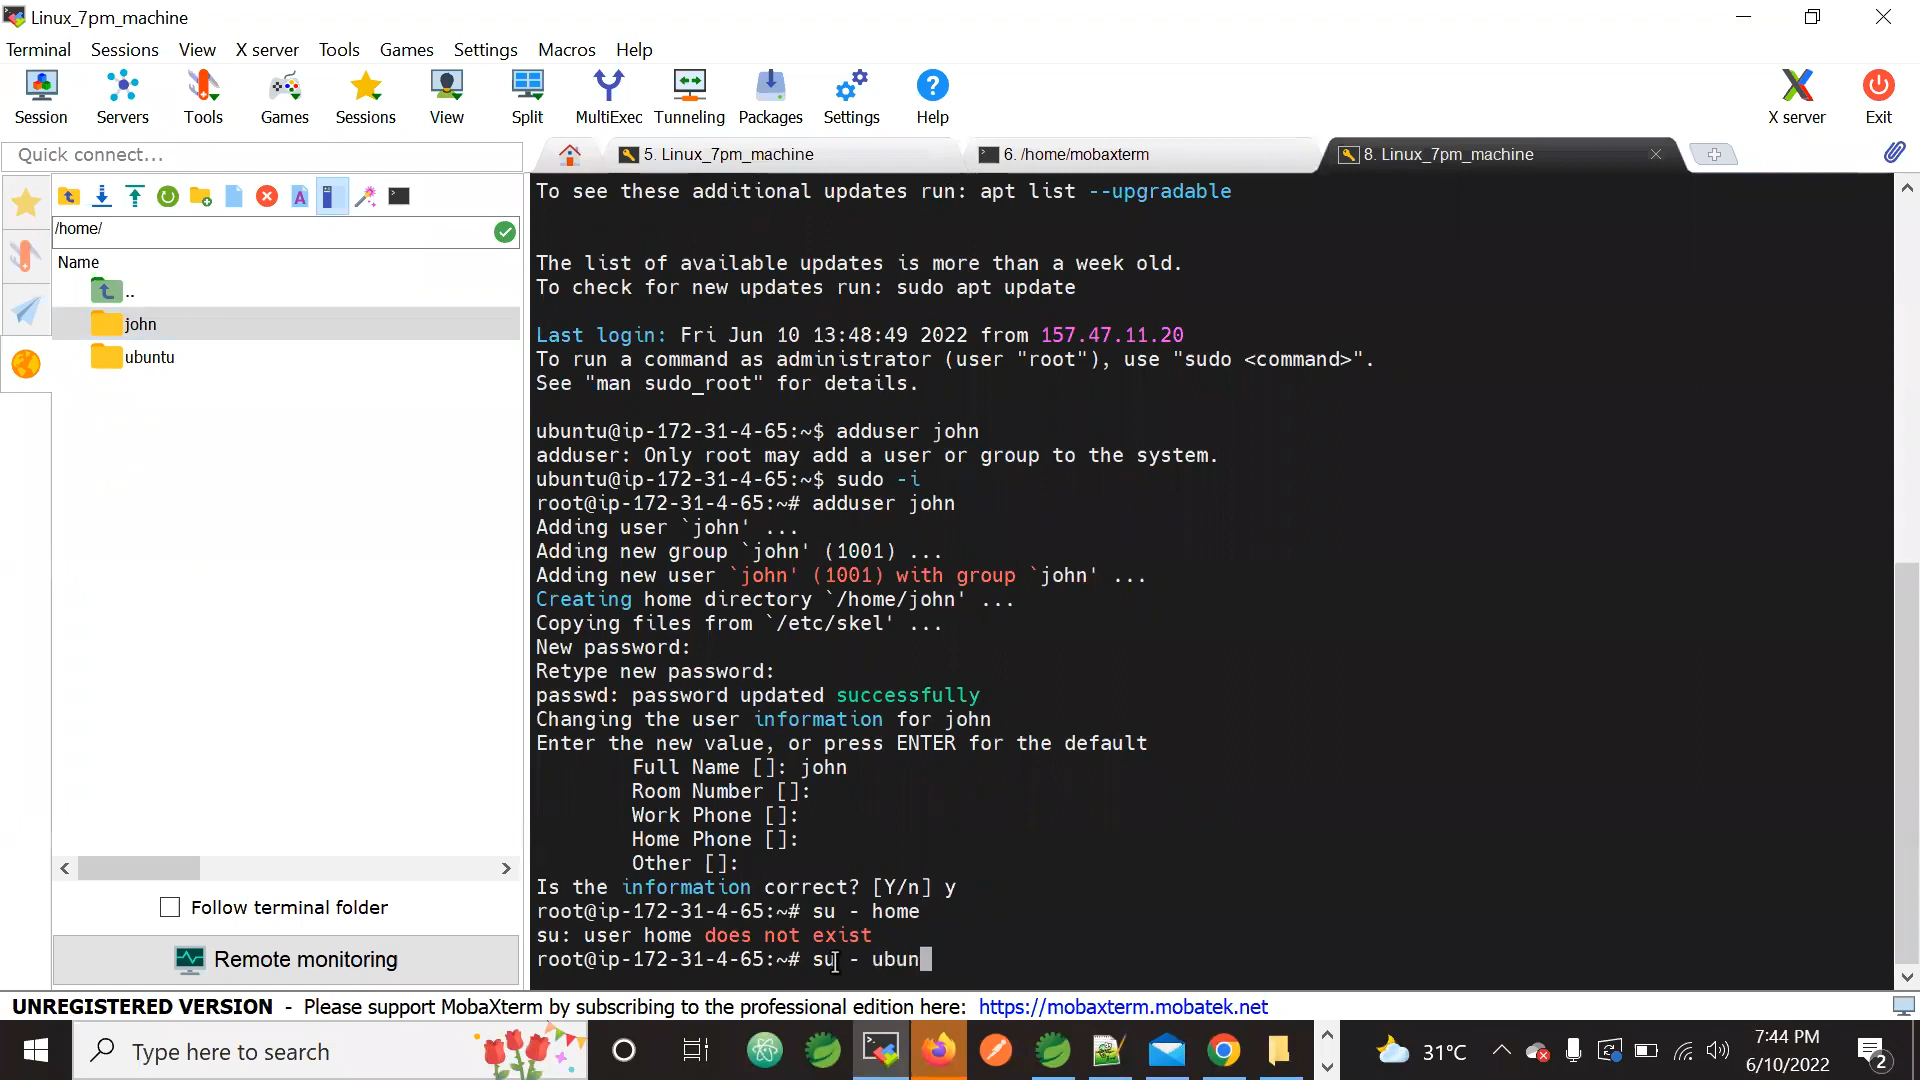 Linux_7pm_machine
Terminal Sessions View X server Tools Games Settings Macros Help
Session Servers Tools Games Sessions View Split MultiExec Tunneling Packages Settings Help X server Exit
Quick connect...
5. Linux_7pm_machine
6. /home/mobaxterm
8. Linux_7pm_machine
/home/
Name
..
john
ubuntu
Follow terminal folder
Remote monitoring
To see these additional updates run: apt list --upgradable
The list of available updates is more than a week old.
To check for new updates run: sudo apt update
Last login: Fri Jun 10 13:48:49 2022 from 157.47.11.20
To run a command as administrator (user "root"), use "sudo <command>".
See "man sudo_root" for details.
ubuntu@ip-172-31-4-65:~$ adduser john
adduser: Only root may add a user or group to the system.
ubuntu@ip-172-31-4-65:~$ sudo -i
root@ip-172-31-4-65:~# adduser john
Adding user `john' ...
Adding new group `john' (1001) ...
Adding new user `john' (1001) with group `john' ...
Creating home directory `/home/john' ...
Copying files from `/etc/skel' ...
New password:
Retype new password:
passwd: password updated successfully
Changing the user information for john
Enter the new value, or press ENTER for the default
Full Name []: john
Room Number []:
Work Phone []:
Home Phone []:
Other []:
Is the information correct? [Y/n] y
root@ip-172-31-4-65:~# su - home
su: user home does not exist
root@ip-172-31-4-65:~# su - ubun
UNREGISTERED VERSION - Please support MobaXterm by subscribing to the professional edition here: https://mobaxterm.mobatek.net
Type here to search
31°C
7:44 PM
6/10/2022
2